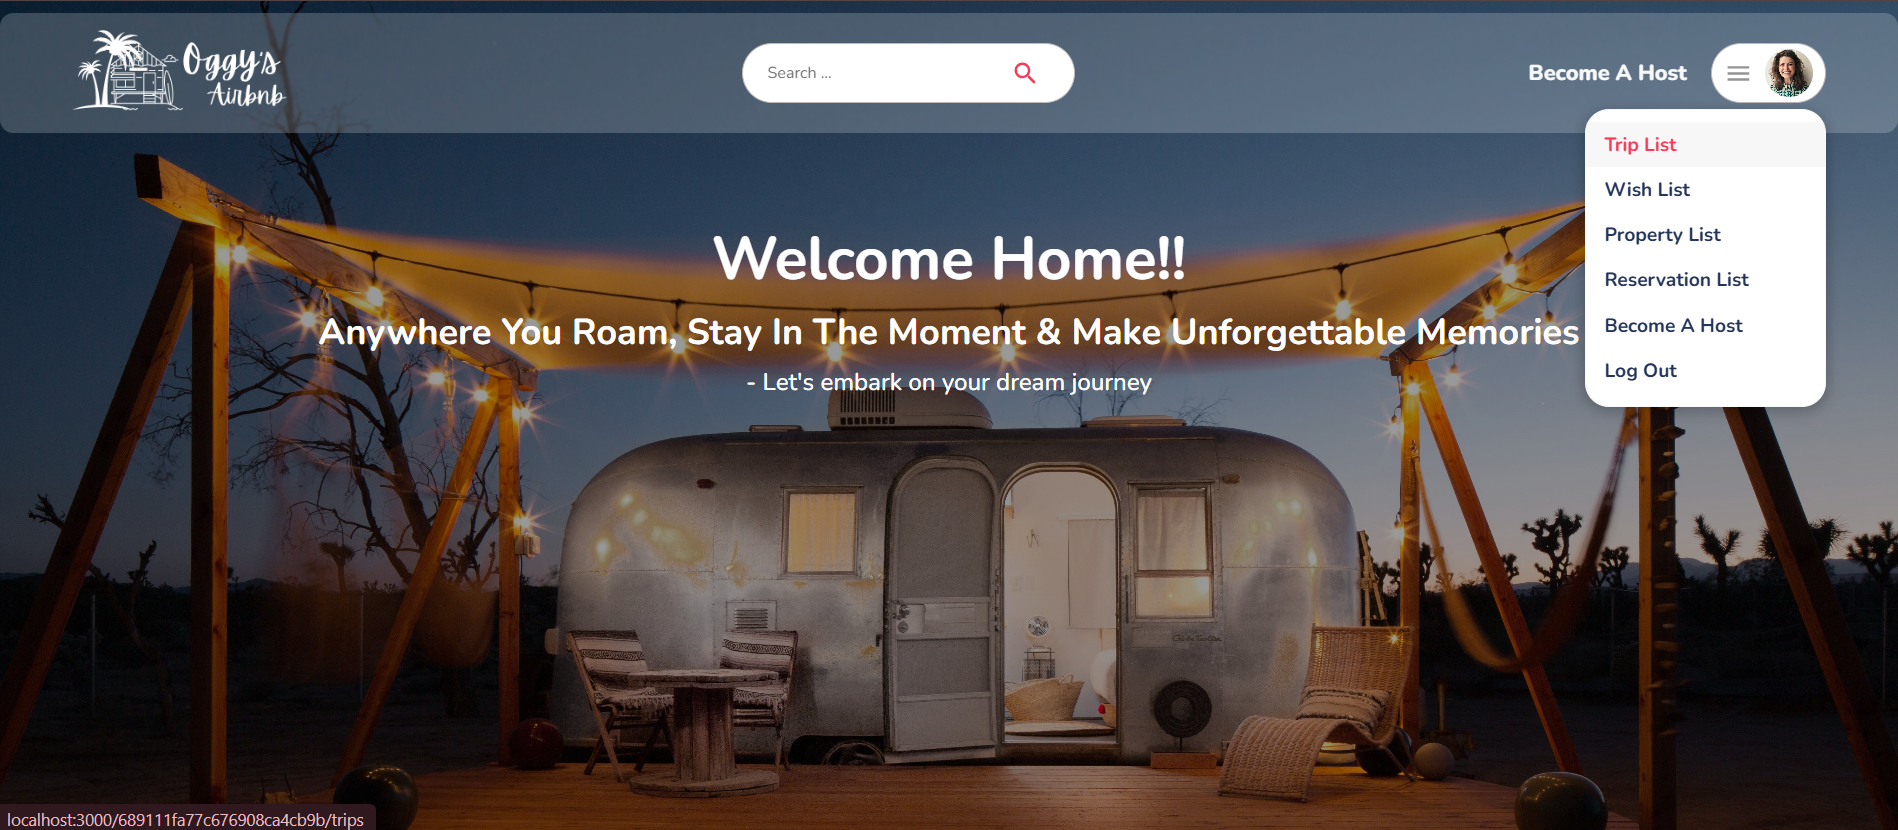 Oggy's
Airbnb
Search ...
Become A Host
Trip List
Wish List
Property List
Reservation List
Become A Host
Log Out
Welcome Home!!
Anywhere You Roam, Stay In The Moment & Make Unforgettable Memories
- Let's embark on your dream journey
localhost:3000/689111fa77c676908ca4cb9b/trips